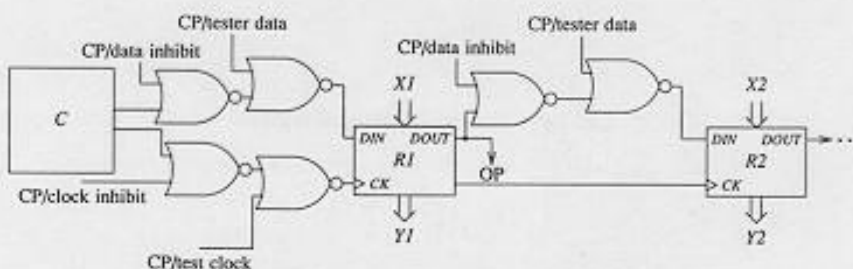 CP/tester data
CP/data inhibit
CP/tester data
CP/data inhibit
C
X1
X2
DIN DOUT
R1
CK
OP
DIN DOUT
R2
CK
CP/clock inhibit
Y1
Y2
CP/test clock